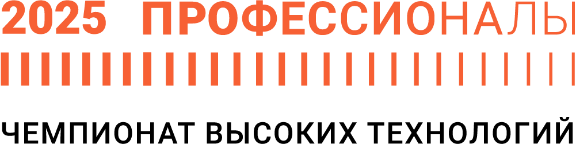 2025 ПРОФЕССИОНАЛЫ
ЧЕМПИОНАТ ВЫСОКИХ ТЕХНОЛОГИЙ